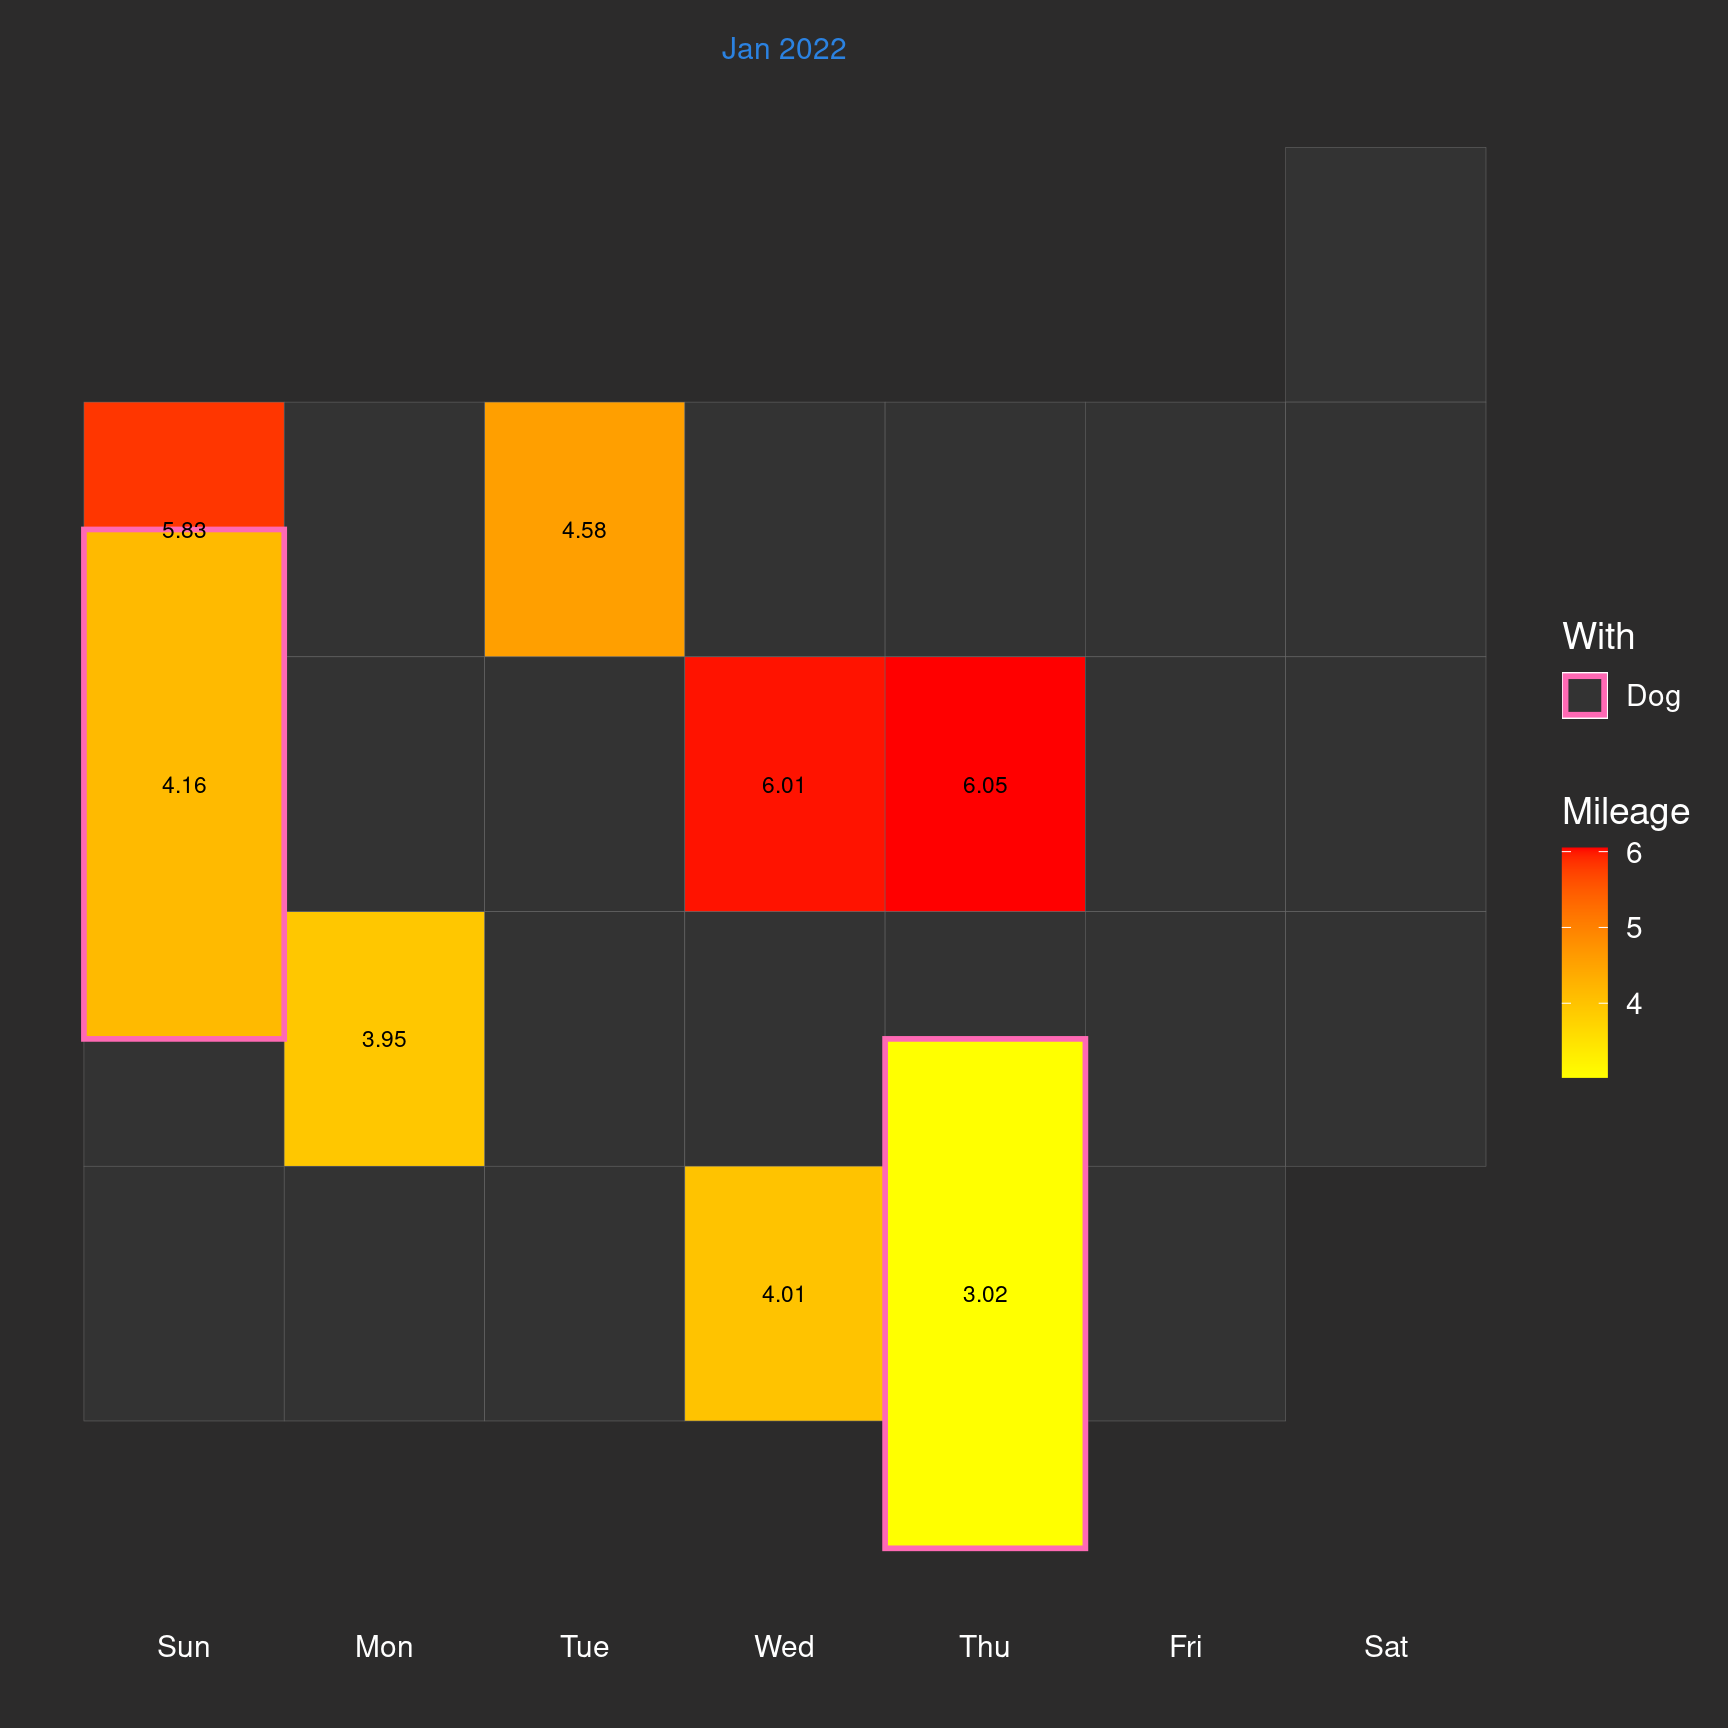 Jan 2022
5.83
4.58
4.16
6.01
6.05
3.95
4.01
3.02
Sun
Mon
Tue
Wed
Thu
Fri
Sat
With
Dog
Mileage
6
5
4